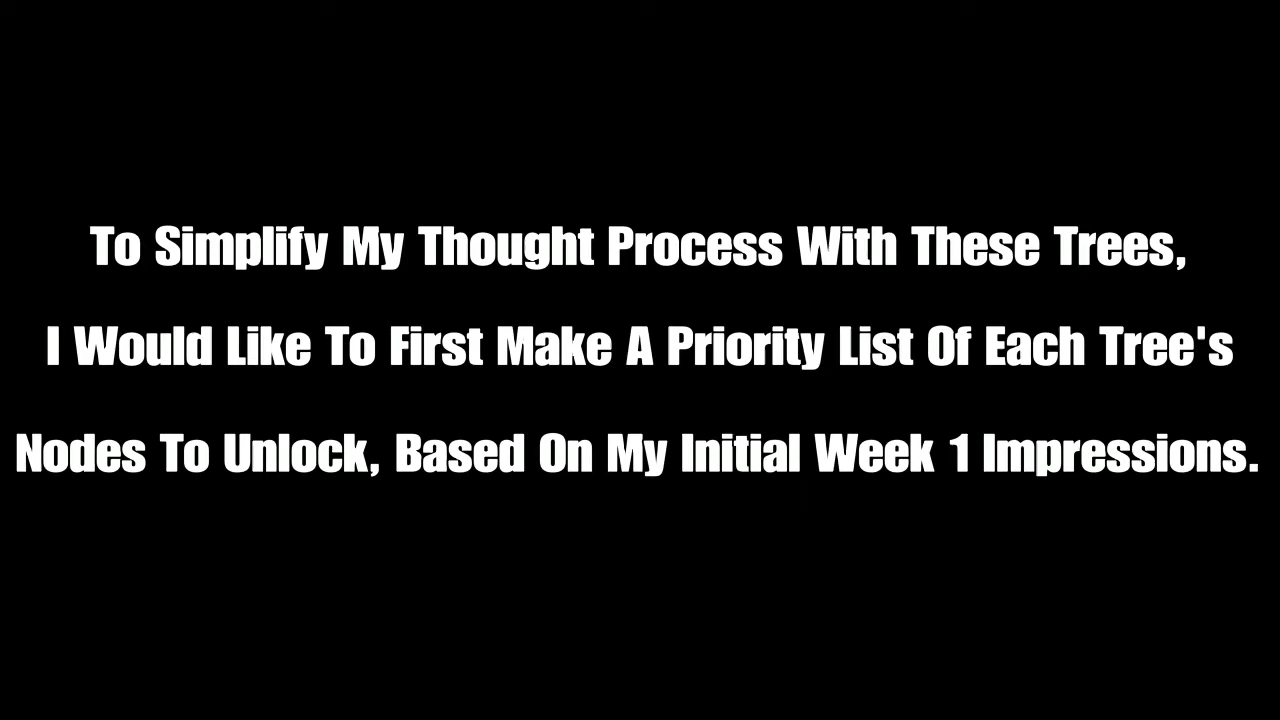 To Simplify My Thought Process With These Trees,
I Would Like To First Make A Priority List Of Each Tree's
Nodes To Unlock, Based On My Initial Week 1 Impressions.